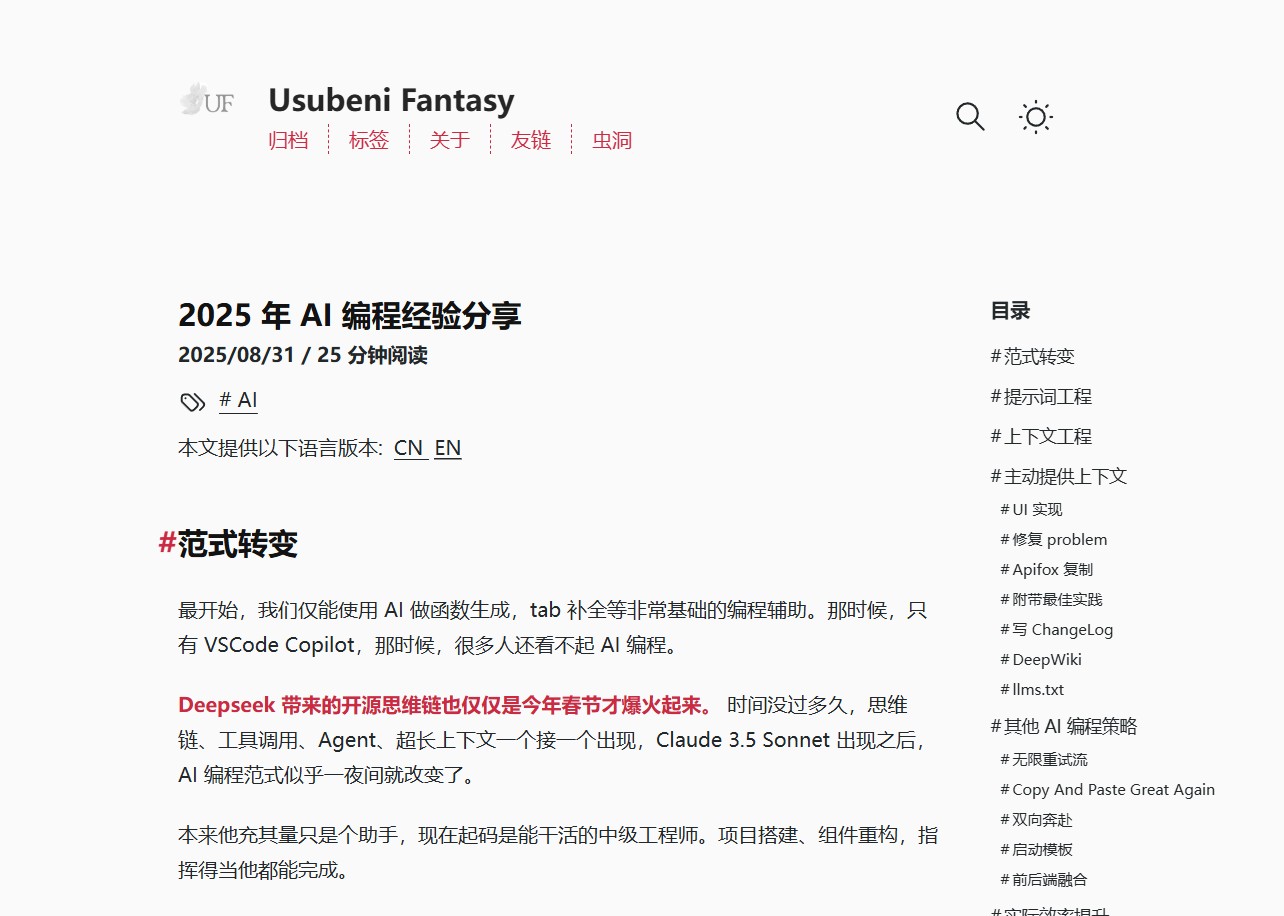 UF
Usubeni Fantasy
归档
标签
关于
友链
虫洞
2025 年 AI 编程经验分享
2025/08/31 / 25 分钟阅读
# AI
本文提供以下语言版本: CN EN
#范式转变
最开始，我们仅能使用 AI 做函数生成，tab 补全等非常基础的编程辅助。那时候，只
有 VSCode Copilot，那时候，很多人还看不起 AI 编程。
Deepseek 带来的开源思维链也仅仅是今年春节才爆火起来。 时间没过多久，思维
链、工具调用、Agent、超长上下文一个接一个出现，Claude 3.5 Sonnet 出现之后，
AI 编程范式似乎一夜间就改变了。
本来他充其量只是个助手，现在起码是能干活的中级工程师。项目搭建、组件重构，指
挥得当他都能完成。
目录
#范式转变
#提示词工程
#上下文工程
#主动提供上下文
#UI 实现
#修复 problem
#Apifox 复制
#附带最佳实践
#写 ChangeLog
#DeepWiki
#llms.txt
#其他 AI 编程策略
#无限重试流
#Copy And Paste Great Again
#双向奔赴
#启动模板
#前后端融合
#实际效率提升